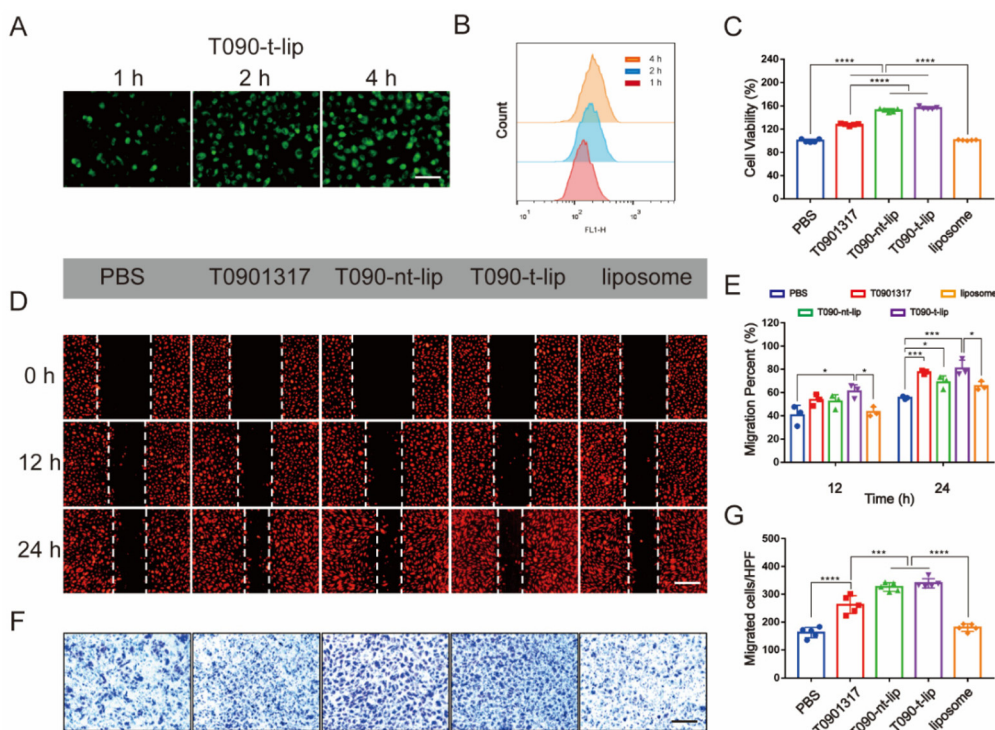 A
T090-t-lip
1 h 2 h 4 h
B
Count
4 h
2 h
1 h
10¹ 10² 10³
FL1-H
C
Cell Viability (%)
240
200
160
120
80
40
0
**** ****
****
PBS
T0901317
T090-nt-lip
T090-t-lip
liposome
PBS T0901317 T090-nt-lip T090-t-lip liposome
D
0 h
12 h
24 h
E
PBS T0901317 liposome
T090-nt-lip T090-t-lip
Migration Percent (%)
120
100
80
60
40
20
0
* *
***
*
*** *
12 24
Time (h)
F
G
Migrated cells/HPF
500
400
300
200
100
0
**** *** ****
PBS
T0901317
T090-nt-lip
T090-t-lip
liposome